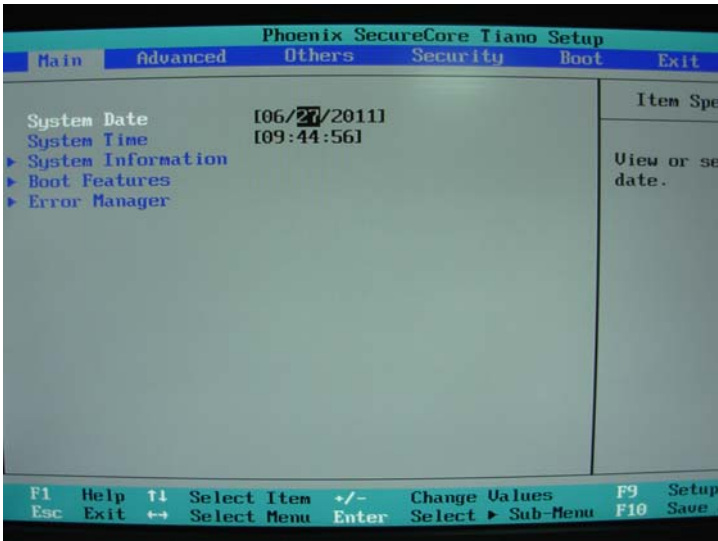 Phoenix SecureCore Tiano Setup
Main Advanced Others Security Boot Exit
Item Spe
System Date [06/27/2011]
System Time [09:44:56]
▶ System Information
▶ Boot Features
▶ Error Manager
View or se
date.
F1 Help ↑↓ Select Item +/- Change Values F9 Setup
Esc Exit ↔ Select Menu Enter Select ▶ Sub-Menu F10 Save